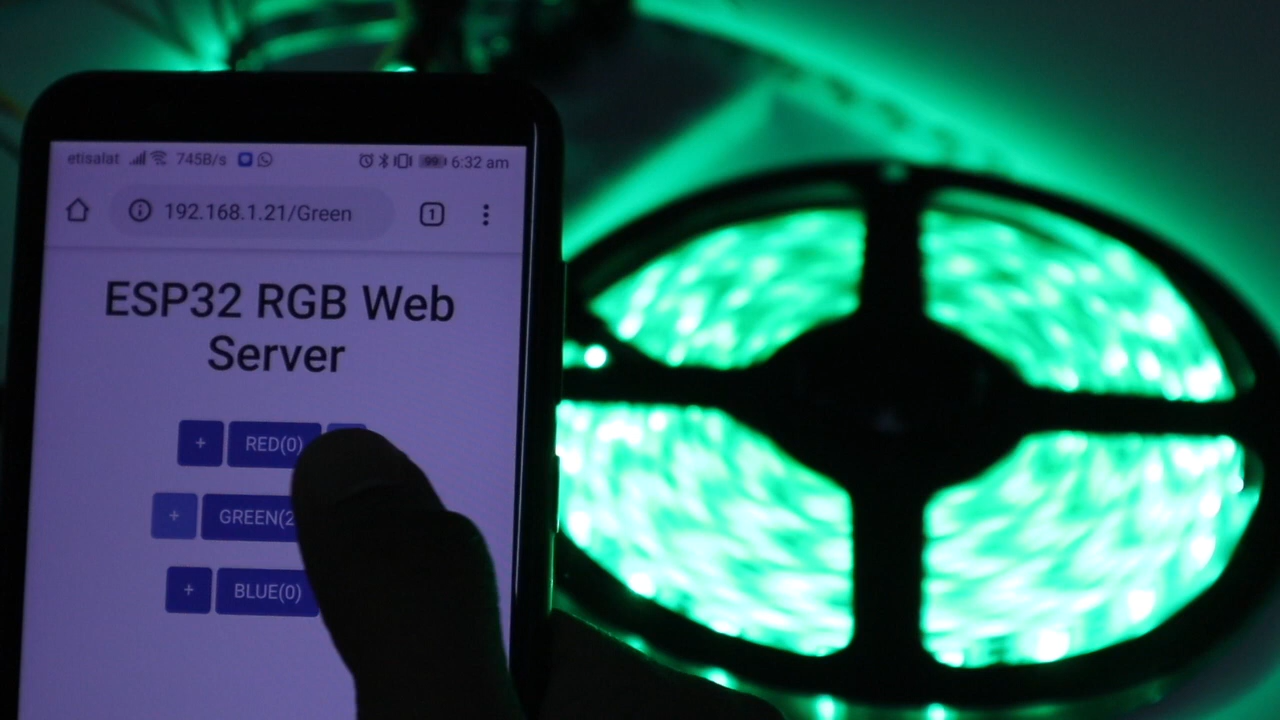 etisalat 745B/s 99 6:32 am
192.168.1.21/Green 1
ESP32 RGB Web
Server
+ RED(0)
+ GREEN(2
+ BLUE(0)